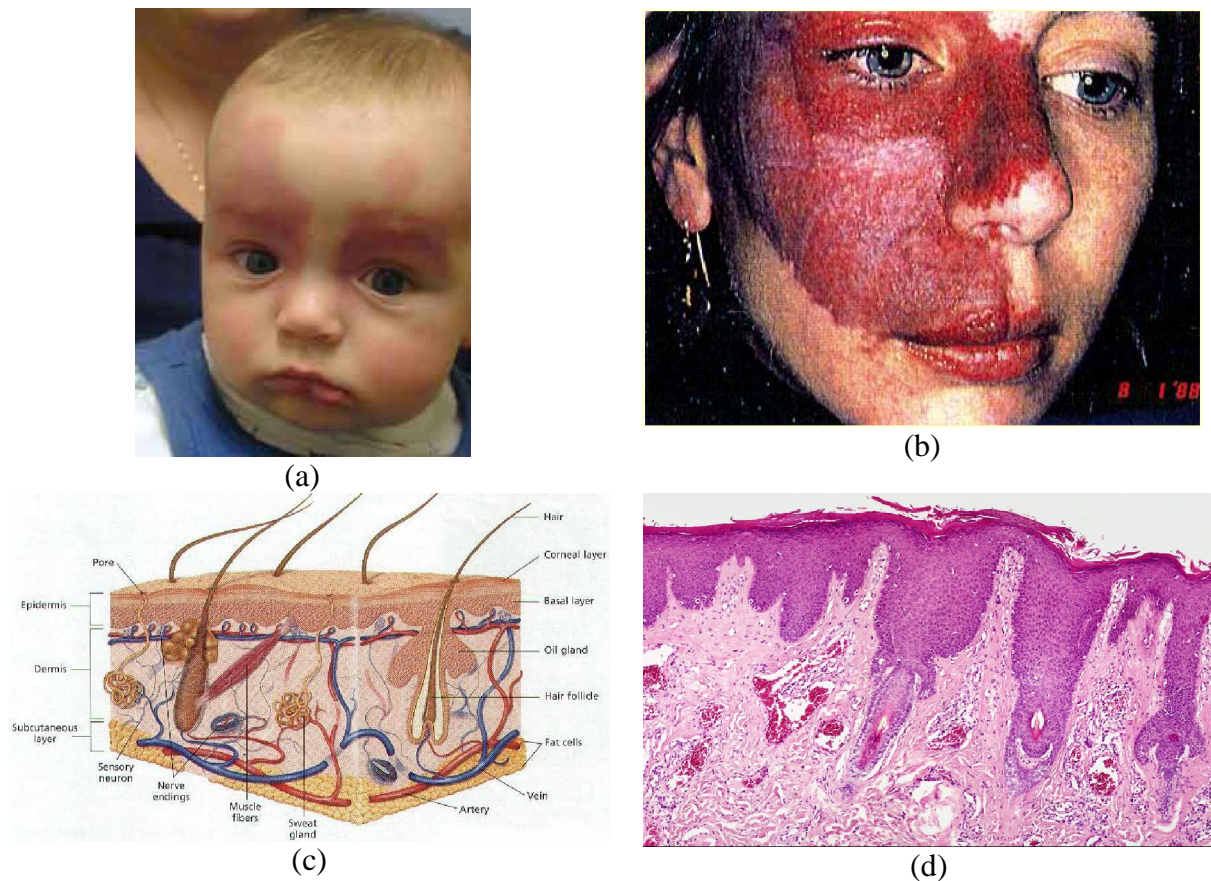 8 1 '88
(a)
(b)
Hair
Corneal layer
Pore
Epidermis
Basal layer
Dermis
Oil gland
Hair follicle
Subcutaneous
layer
Fat cells
Sensory
neuron
Nerve
endings
Vein
Muscle
fibers
Artery
Sweat
gland
(c)
(d)